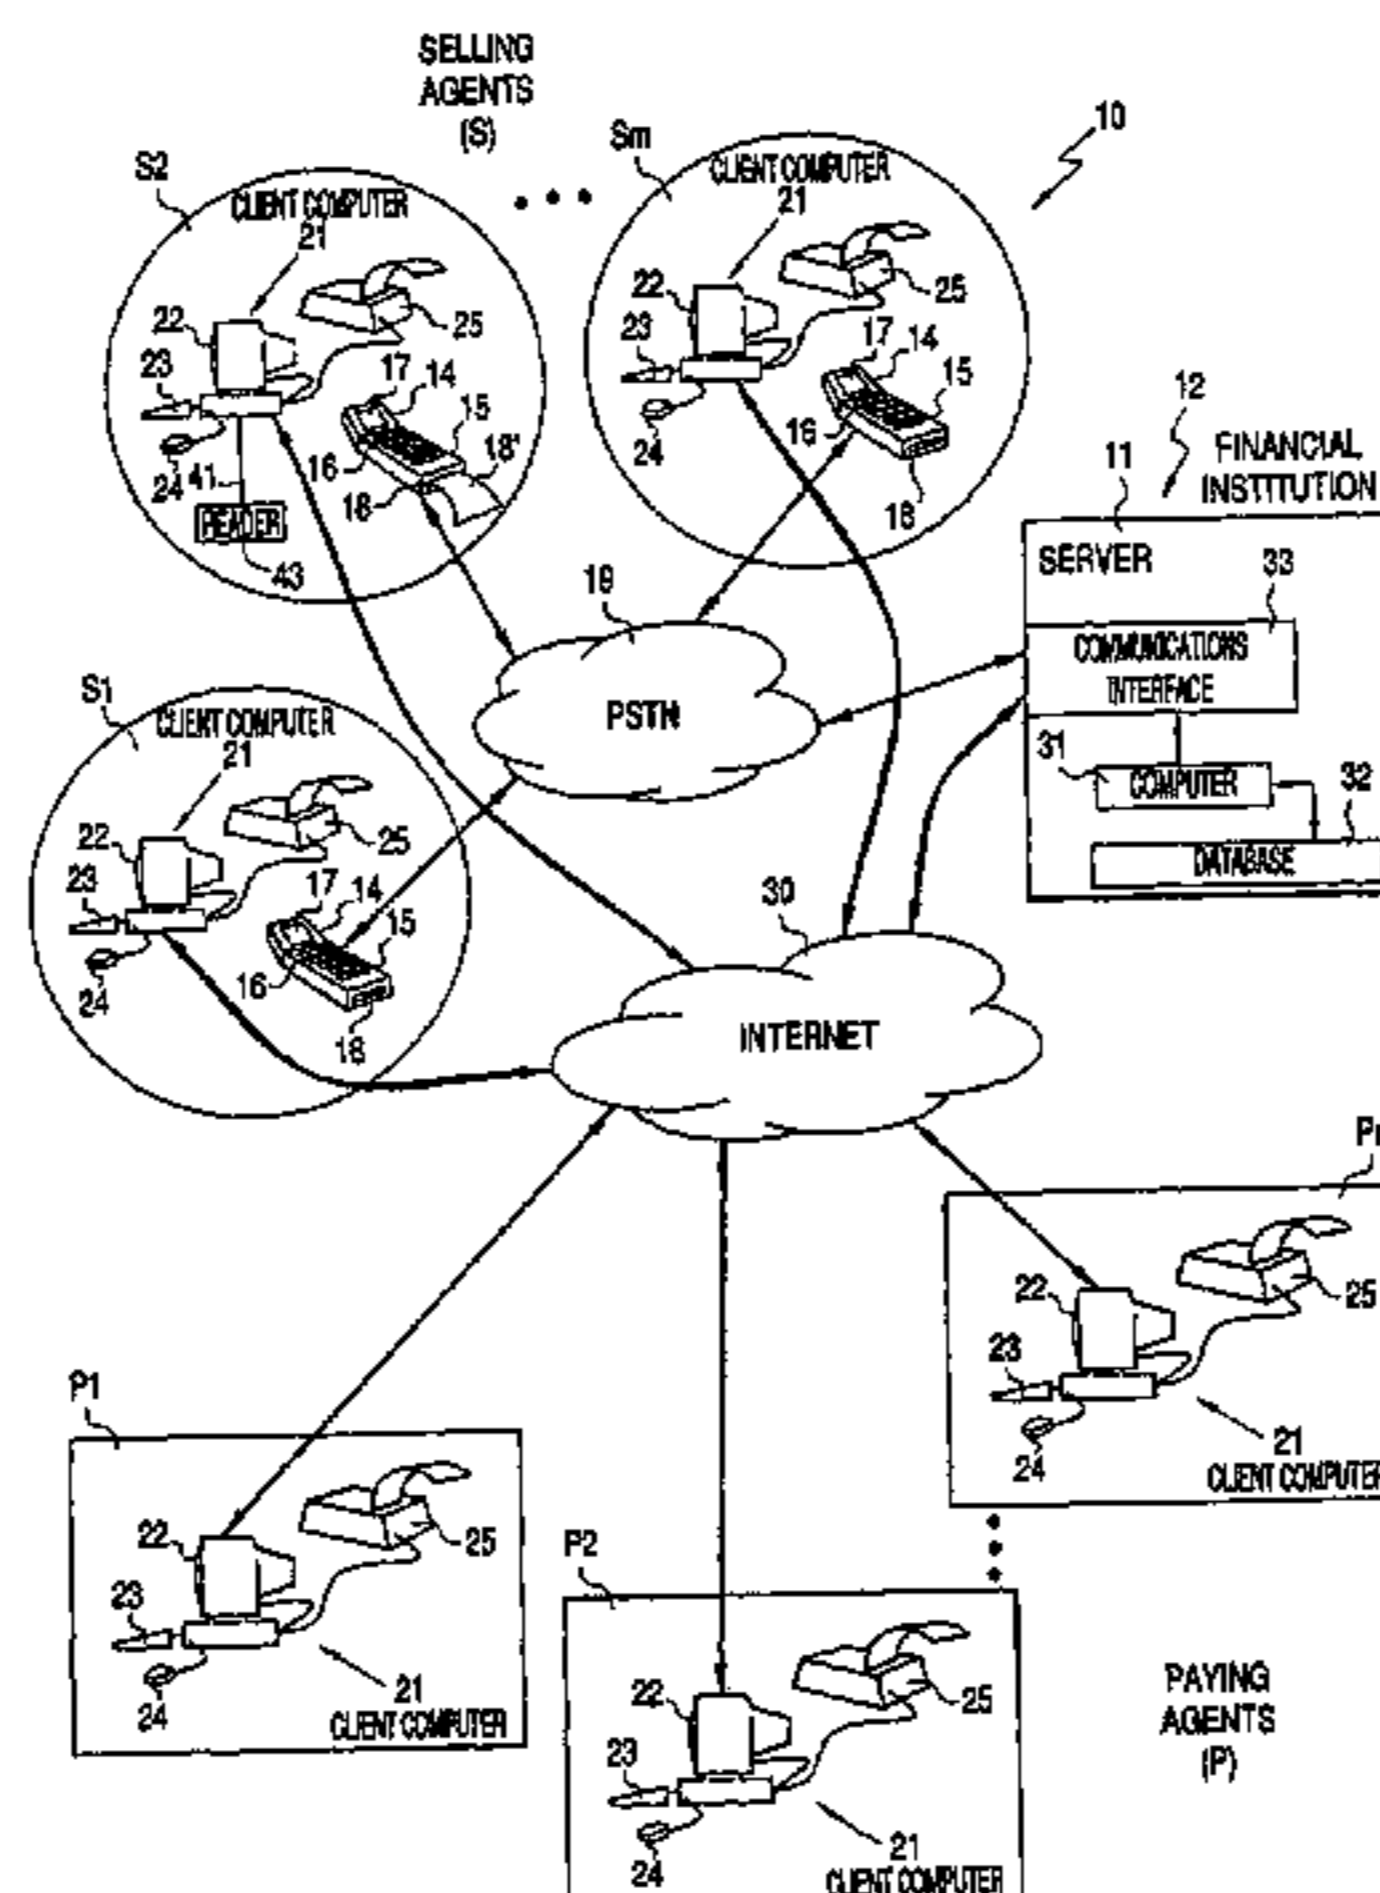 SELLING
AGENTS
(S)
10
S2
CLIENT COMPUTER
21
22
23
24
25
17
14
15
16
18
18'
41
READER
43
Sm
CLIENT COMPUTER
21
22
23
24
25
17
14
15
16
18
12
FINANCIAL
INSTITUTION
11
SERVER
33
COMMUNICATIONS
INTERFACE
31
COMPUTER
32
DATABASE
19
PSTN
S1
CLIENT COMPUTER
21
22
23
24
25
17
14
15
16
18
30
INTERNET
22
23
24
25
21
CLIENT COMPUTER
P1
22
23
24
25
21
CLIENT COMPUTER
P2
22
23
24
25
21
CLIENT COMPUTER
PAYING
AGENTS
(P)